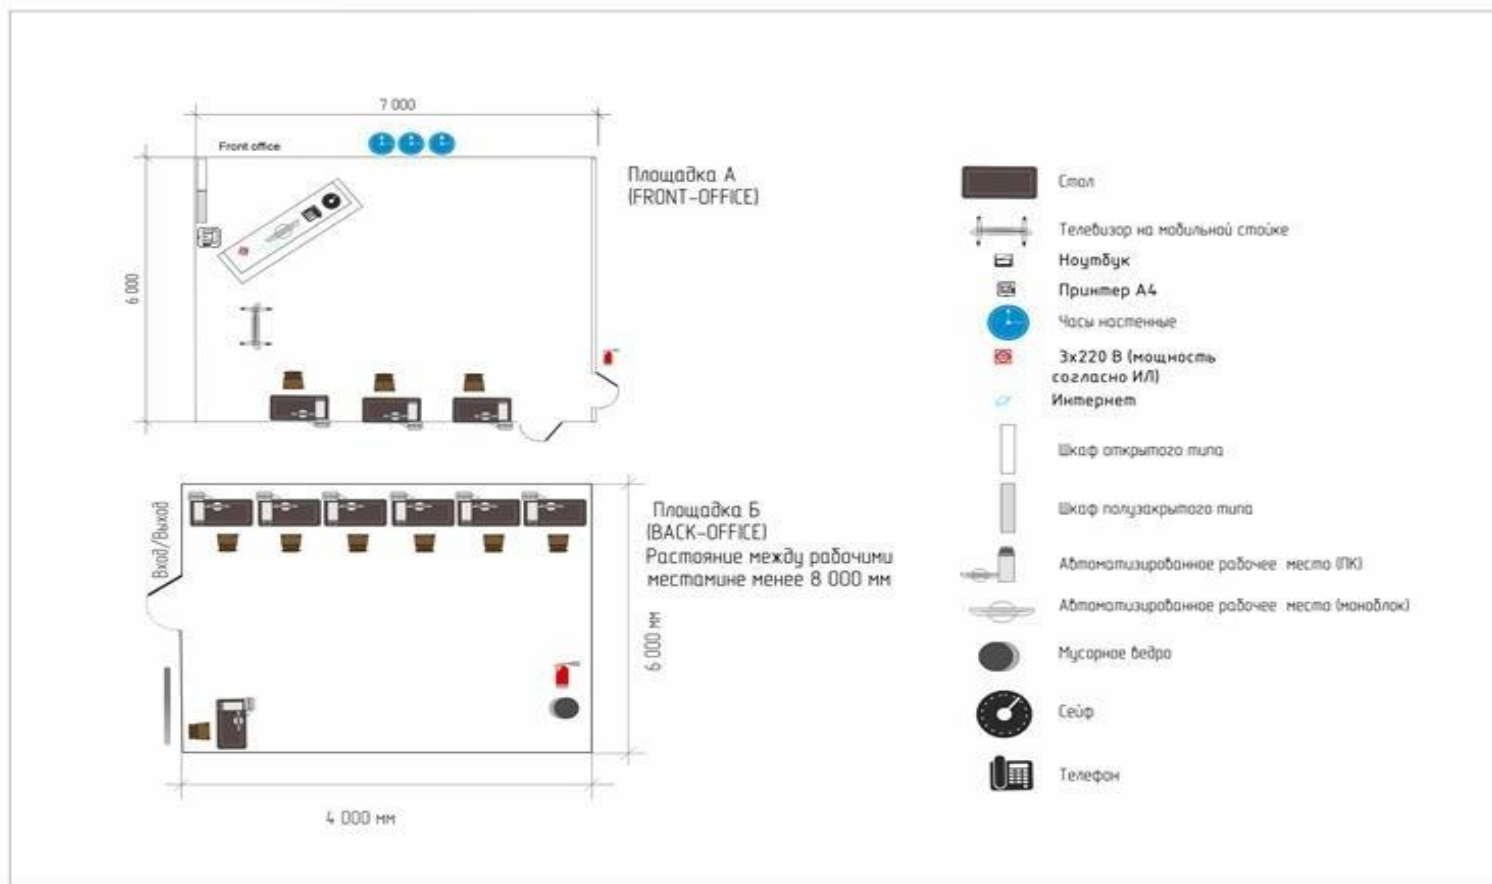 7 000
Front office
6 000
Площадка А
(FRONT-OFFICE)
Вход/Выход
Площадка Б
(BACK-OFFICE)
Растояние между рабочими
местамине менее 8 000 мм
6 000 мм
4 000 мм
Стол
Телевизор на мобильной стойке
Ноутбук
Принтер А4
Часы настенные
3х220 В (мощность
согласно ИЛ)
Интернет
Шкаф открытого типа
Шкаф полузакрытого типа
Автоматизированное рабочее место (ПК)
Автоматизированное рабочее место (моноблок)
Мусорное ведро
Сейф
Телефон